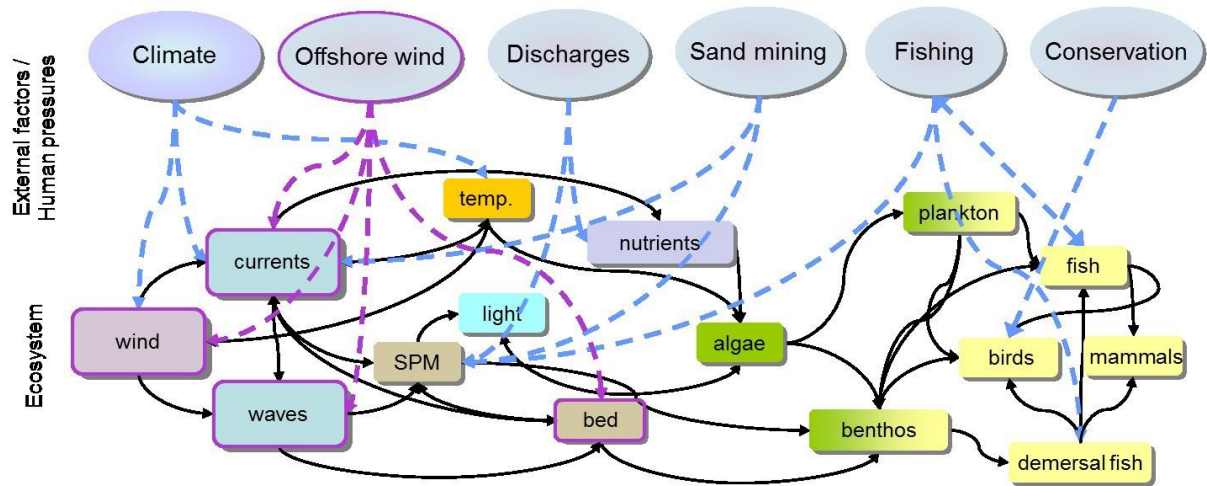 External factors /
Human pressures
Climate
Offshore wind
Discharges
Sand mining
Fishing
Conservation
Ecosystem
temp.
plankton
nutrients
currents
fish
light
wind
algae
SPM
birds
mammals
waves
bed
benthos
demersal fish